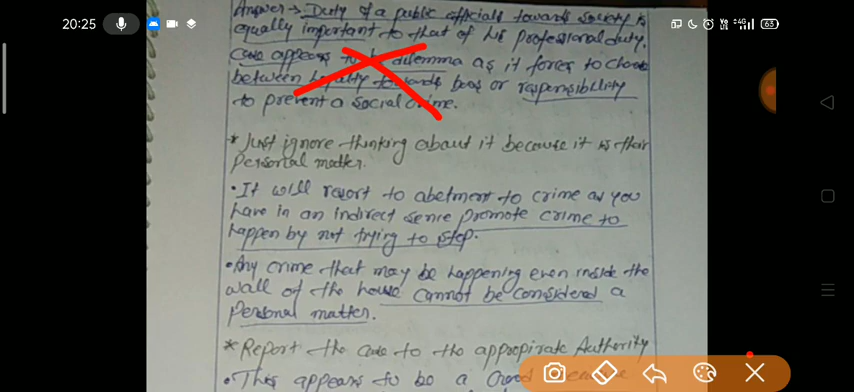 20:25
63
Answer → Duty of a public officials towards society is
equally important to that of his professional duty.
Case appears to be dilemma as it forces to choose
between loyalty towards boss or responsibility
to prevent a social crime.
* Just ignore thinking about it because it is their
Personal matter.
• It will resort to abetment to crime as you
have in an indirect sense promote crime to
happen by not trying to stop.
• Any crime that may be happening even inside the
wall of the house cannot be considered a
Personal matter.
* Report the case to the appropirate Authority
• This appears to be a